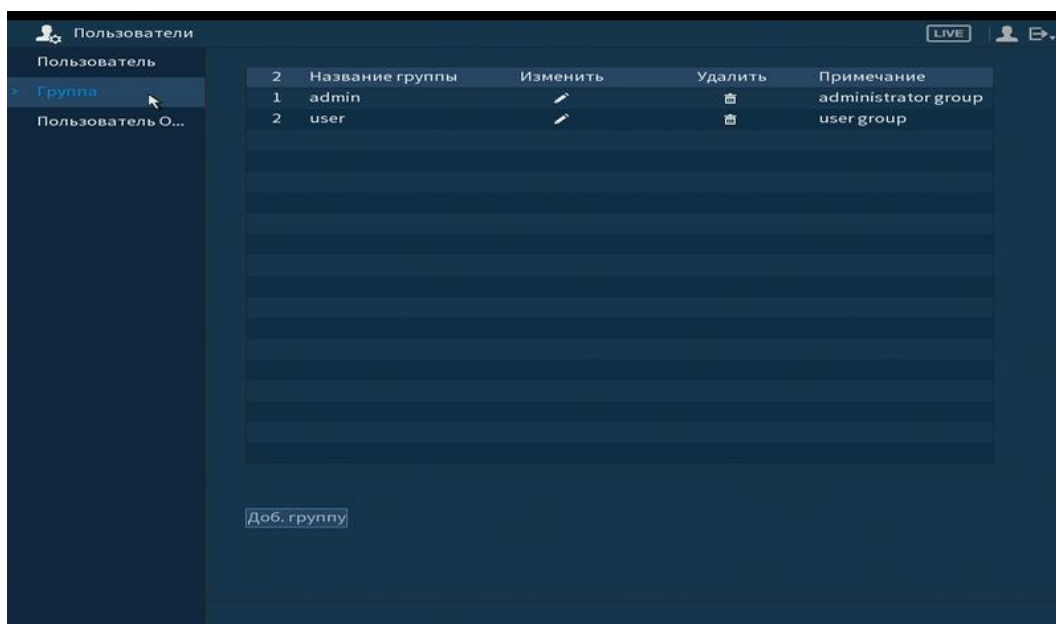 Пользователи LIVE
Пользователь
Группа
Пользователь О...
2 Название группы Изменить Удалить Примечание
1 admin administrator group
2 user user group
Доб. группу